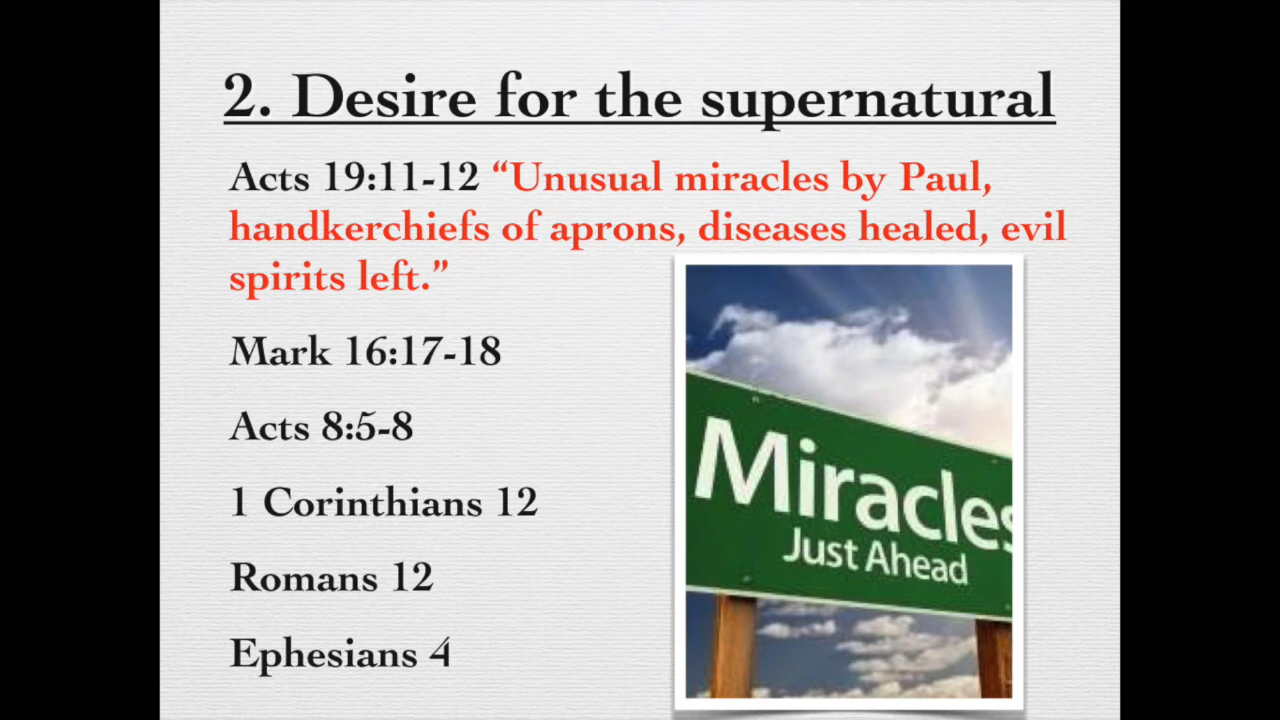 2. Desire for the supernatural
Acts 19:11-12 “Unusual miracles by Paul,
handkerchiefs of aprons, diseases healed, evil
spirits left.”
Mark 16:17-18
Acts 8:5-8
1 Corinthians 12
Romans 12
Ephesians 4
Miracles
Just Ahead